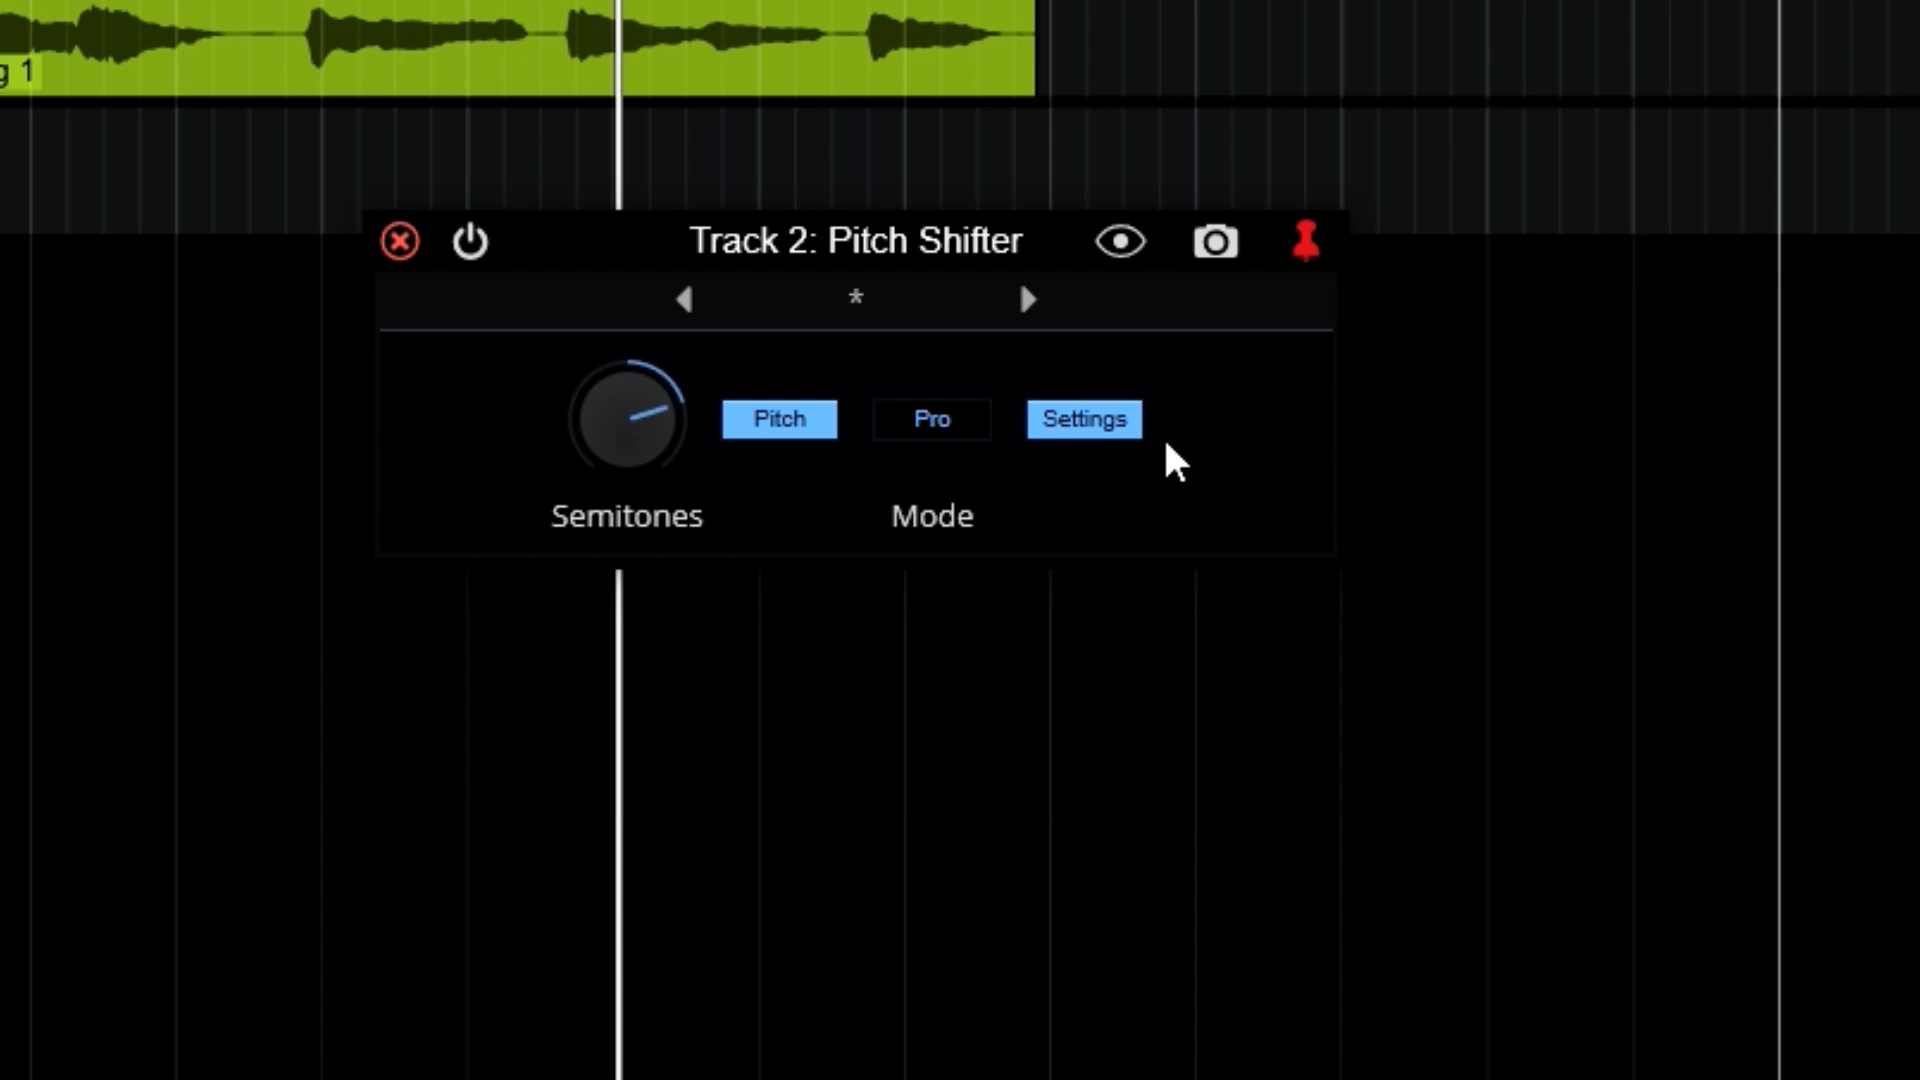 g 1
Track 2: Pitch Shifter
*
Pitch
Pro
Settings
Semitones
Mode